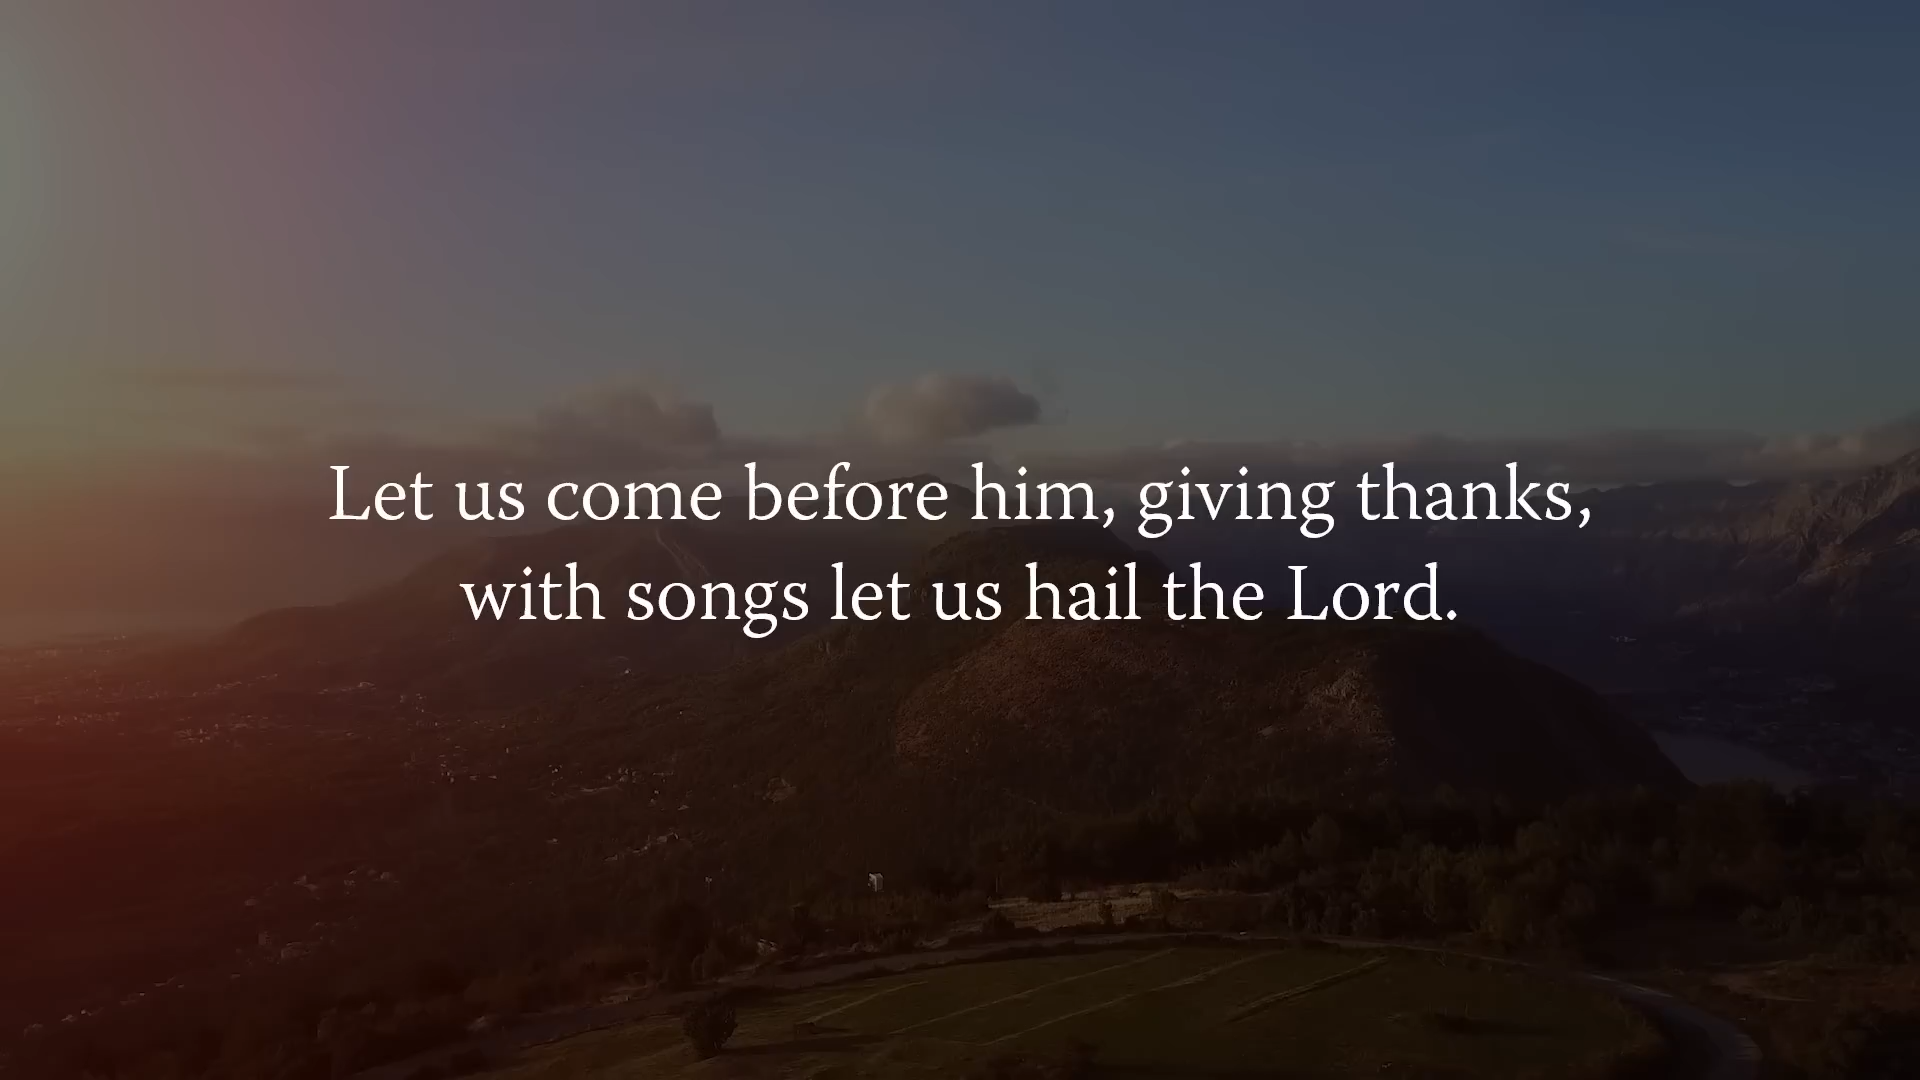 Let us come before him, giving thanks,
with songs let us hail the Lord.